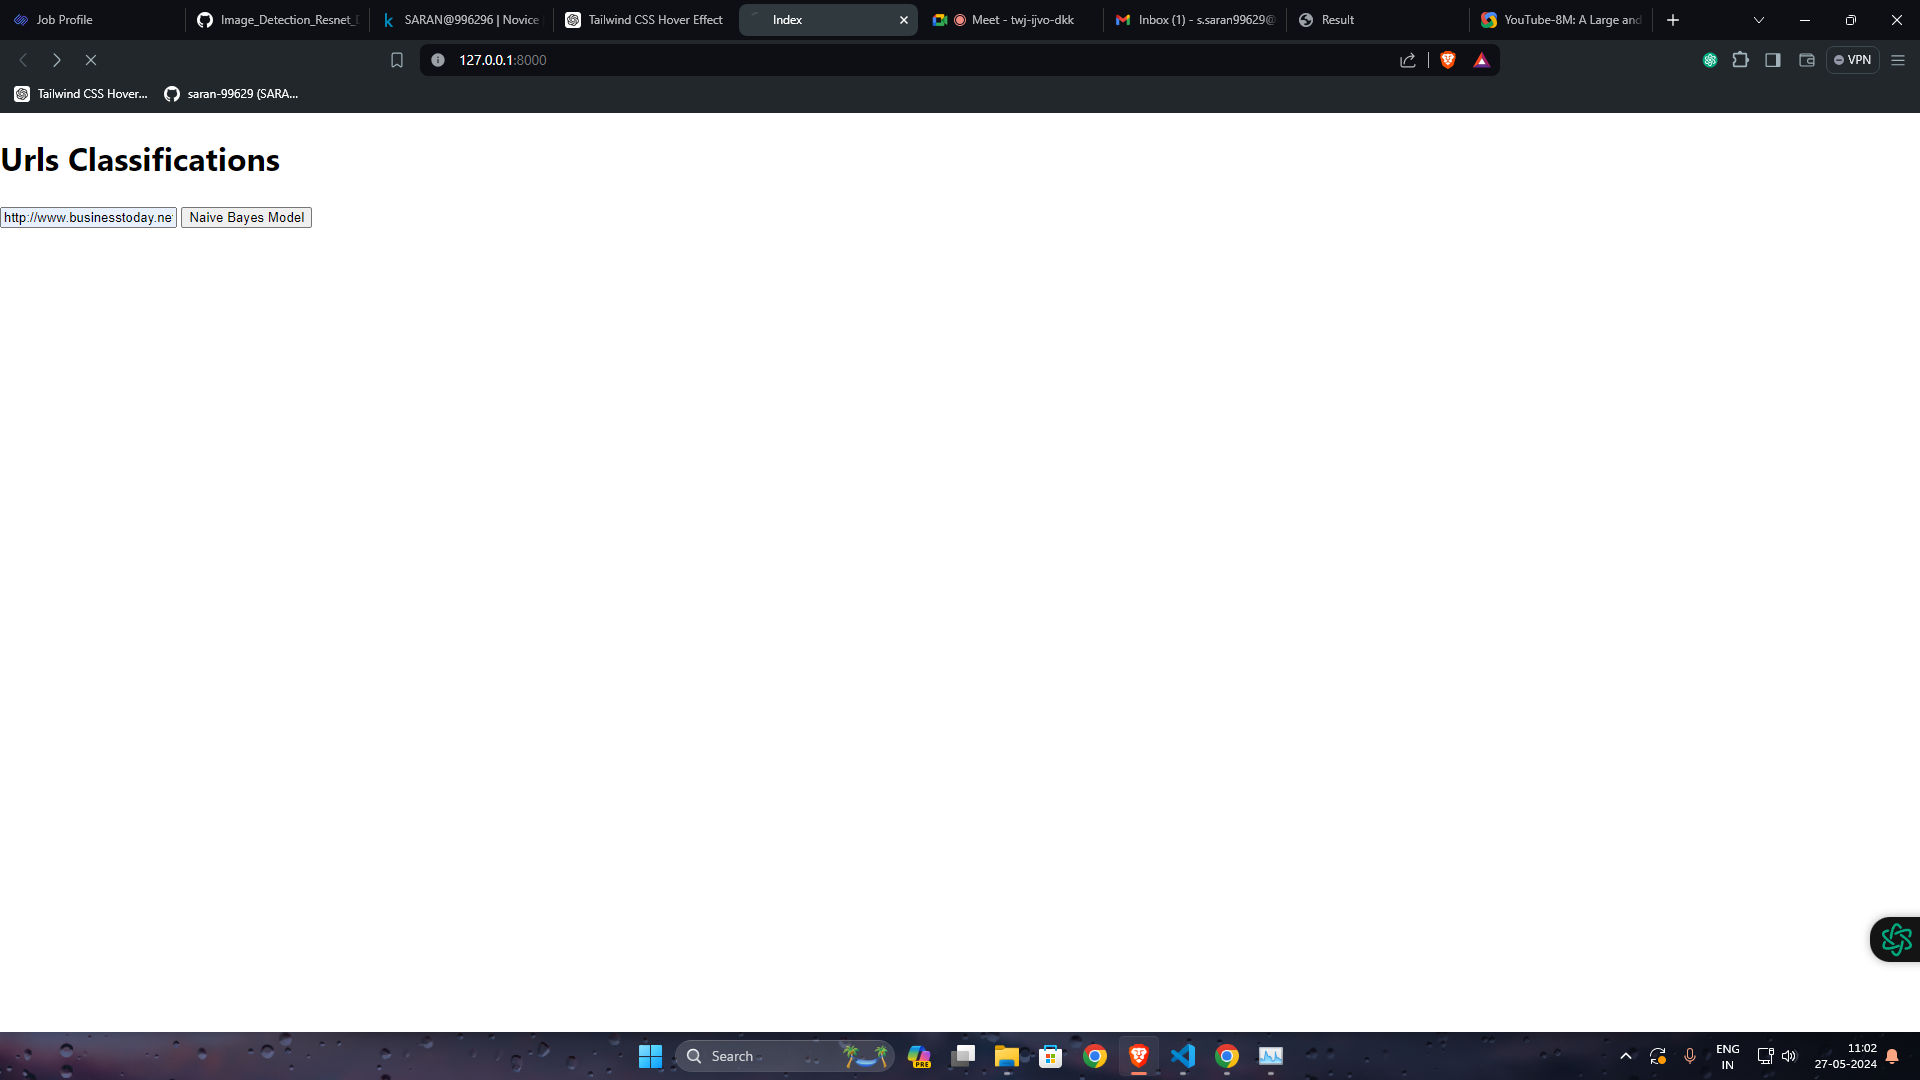 Job Profile
Image_Detection_Resnet_
SARAN@996296 | Novice
Tailwind CSS Hover Effect
Index
Meet - twj-ijvo-dkk
Inbox (1) - s.saran99629@
Result
YouTube-8M: A Large and
127.0.0.1:8000
VPN
Tailwind CSS Hover...
saran-99629 (SARA...
Urls Classifications
http://www.businesstoday.ne
Naive Bayes Model
Search
PRE
ENG
IN
11:02
27-05-2024